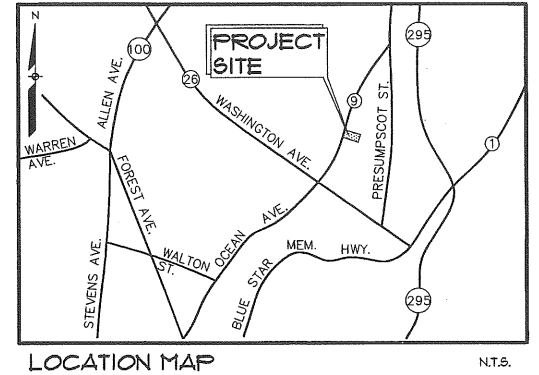 N
100
295
PROJECT
SITE
ALLEN AVE.
26
9
WASHINGTON AVE.
PRESUMPSCOT ST.
1
WARREN
AVE.
FOREST AVE.
OCEAN AVE.
MEM. HWY.
BLUE STAR
WALTON
ST.
STEVENS AVE.
295
LOCATION MAP
N.T.S.